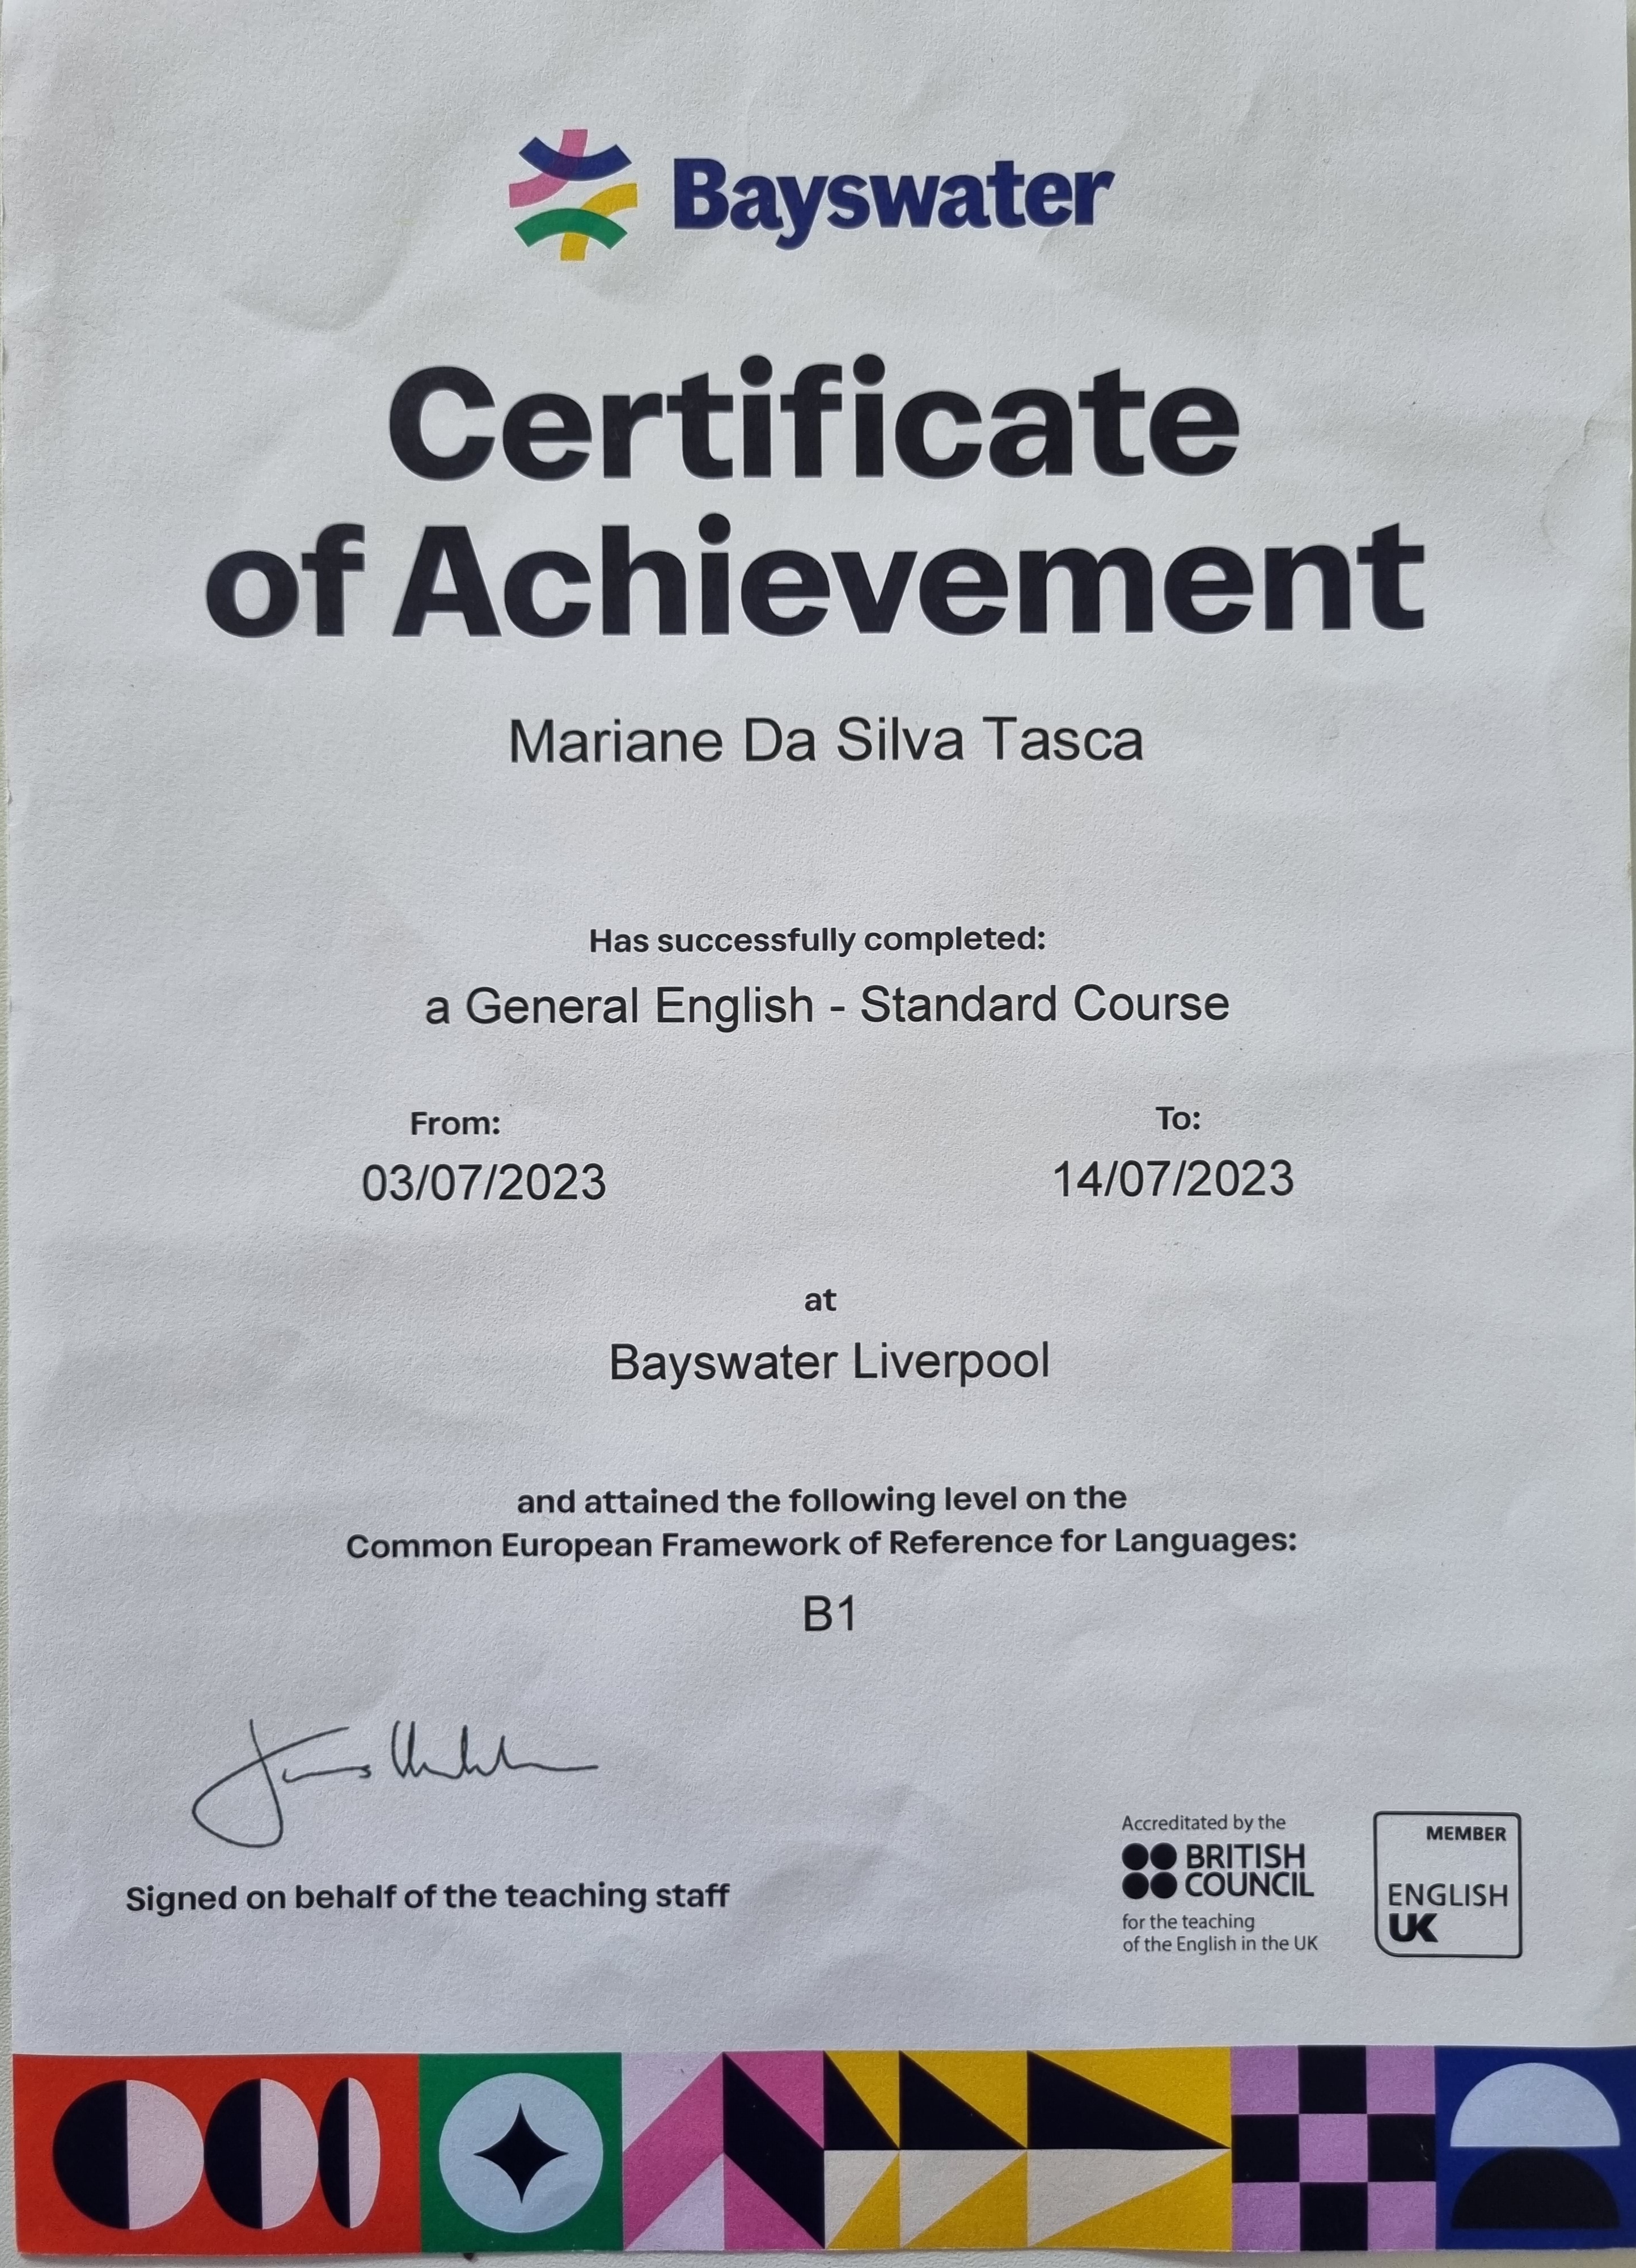 Bayswater
Certificate
of Achievement
Mariane Da Silva Tasca
Has successfully completed:
a General English - Standard Course
From:
To:
03/07/2023
14/07/2023
at
Bayswater Liverpool
and attained the following level on the
Common European Framework of Reference for Languages:
B1
Signed on behalf of the teaching staff
Accreditated by the
BRITISH
COUNCIL
for the teaching
of the English in the UK
MEMBER
ENGLISH
UK